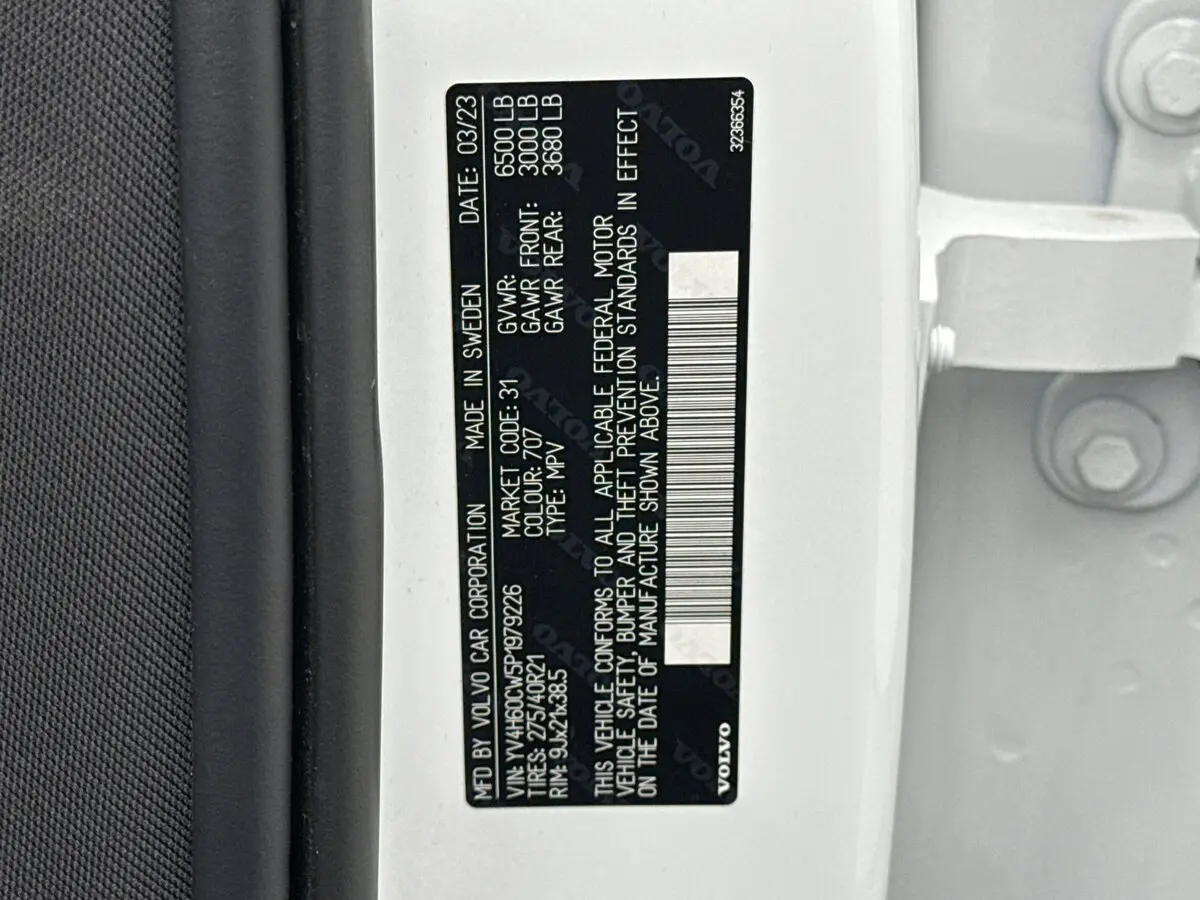 MFD BY VOLVO CAR CORPORATION MADE IN SWEDEN DATE: 03/23
VIN: YV4H60CW5P1979226 MARKET CODE: 31 GVWR: 6500 LB
TIRES: 275/40R21 COLOUR: 707 GAWR FRONT: 3000 LB
RIM: 9Jx21x38.5 TYPE: MPV GAWR REAR: 3680 LB
THIS VEHICLE CONFORMS TO ALL APPLICABLE FEDERAL MOTOR
VEHICLE SAFETY, BUMPER AND THEFT PREVENTION STANDARDS IN EFFECT
ON THE DATE OF MANUFACTURE SHOWN ABOVE.
VOLVO 32366354